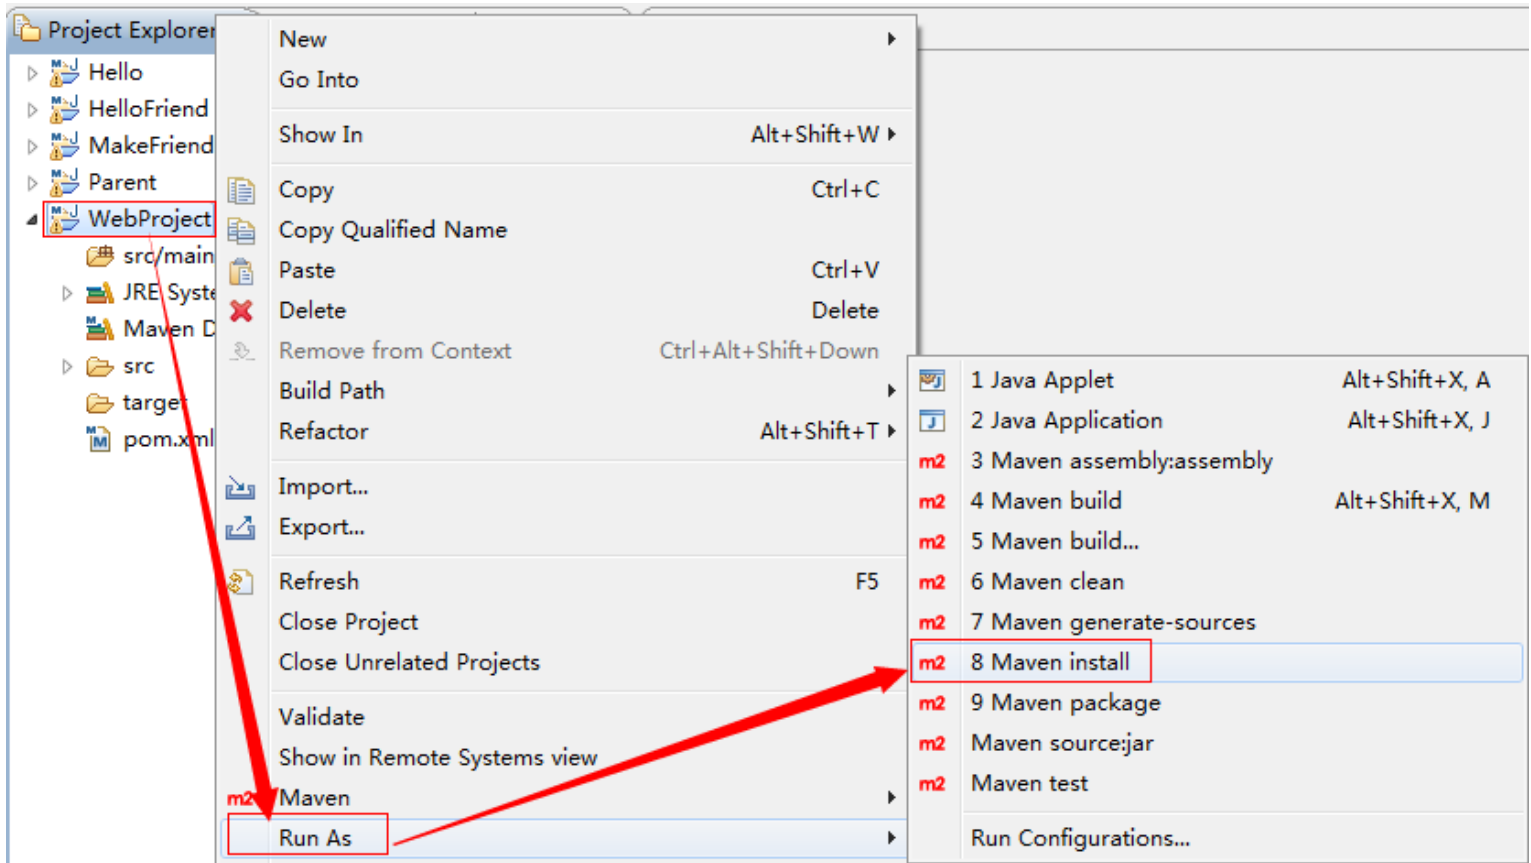 Project Explorer
Hello
HelloFriend
MakeFriend
Parent
WebProject
src/main
JRE Syste
Maven D
src
target
pom.xml
New
Go Into
Show In Alt+Shift+W
Copy Ctrl+C
Copy Qualified Name
Paste Ctrl+V
Delete Delete
Remove from Context Ctrl+Alt+Shift+Down
Build Path
Refactor Alt+Shift+T
Import...
Export...
Refresh F5
Close Project
Close Unrelated Projects
Validate
Show in Remote Systems view
m2 Maven
Run As
1 Java Applet Alt+Shift+X, A
2 Java Application Alt+Shift+X, J
m2 3 Maven assembly:assembly
m2 4 Maven build Alt+Shift+X, M
m2 5 Maven build...
m2 6 Maven clean
m2 7 Maven generate-sources
m2 8 Maven install
m2 9 Maven package
m2 Maven source:jar
m2 Maven test
Run Configurations...